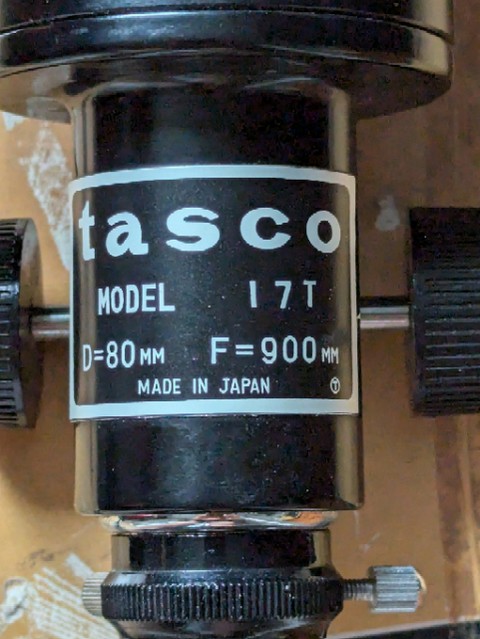 tasco
MODEL 17T
D=80MM F=900MM
MADE IN JAPAN Ⓣ